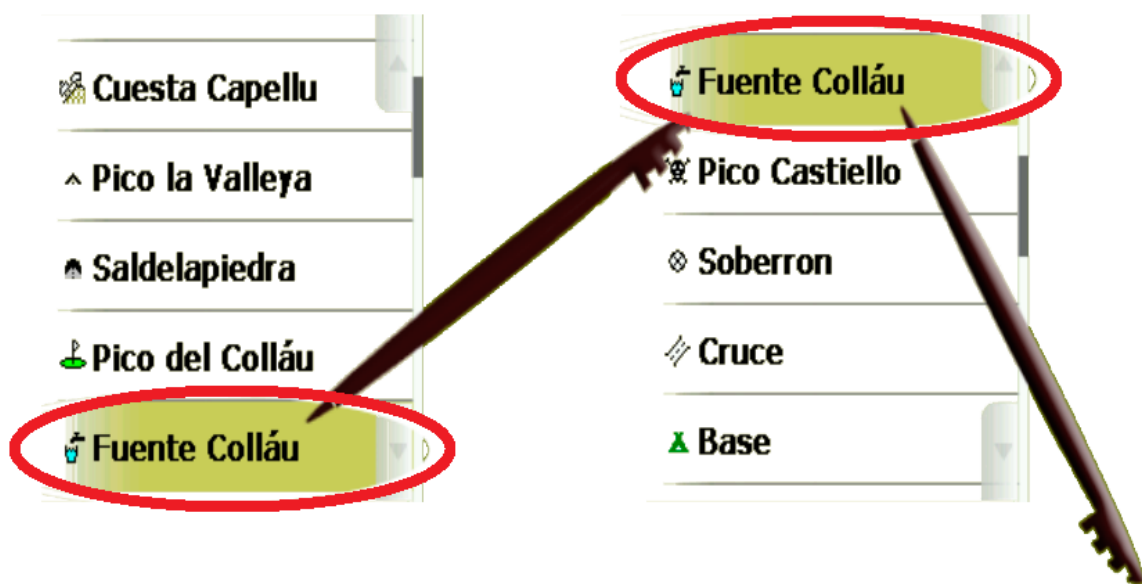 Cuesta Capellu
Pico la Valleya
Saldelapiedra
Pico del Colláu
Fuente Colláu
Fuente Colláu
Pico Castiello
Soberron
Cruce
Base